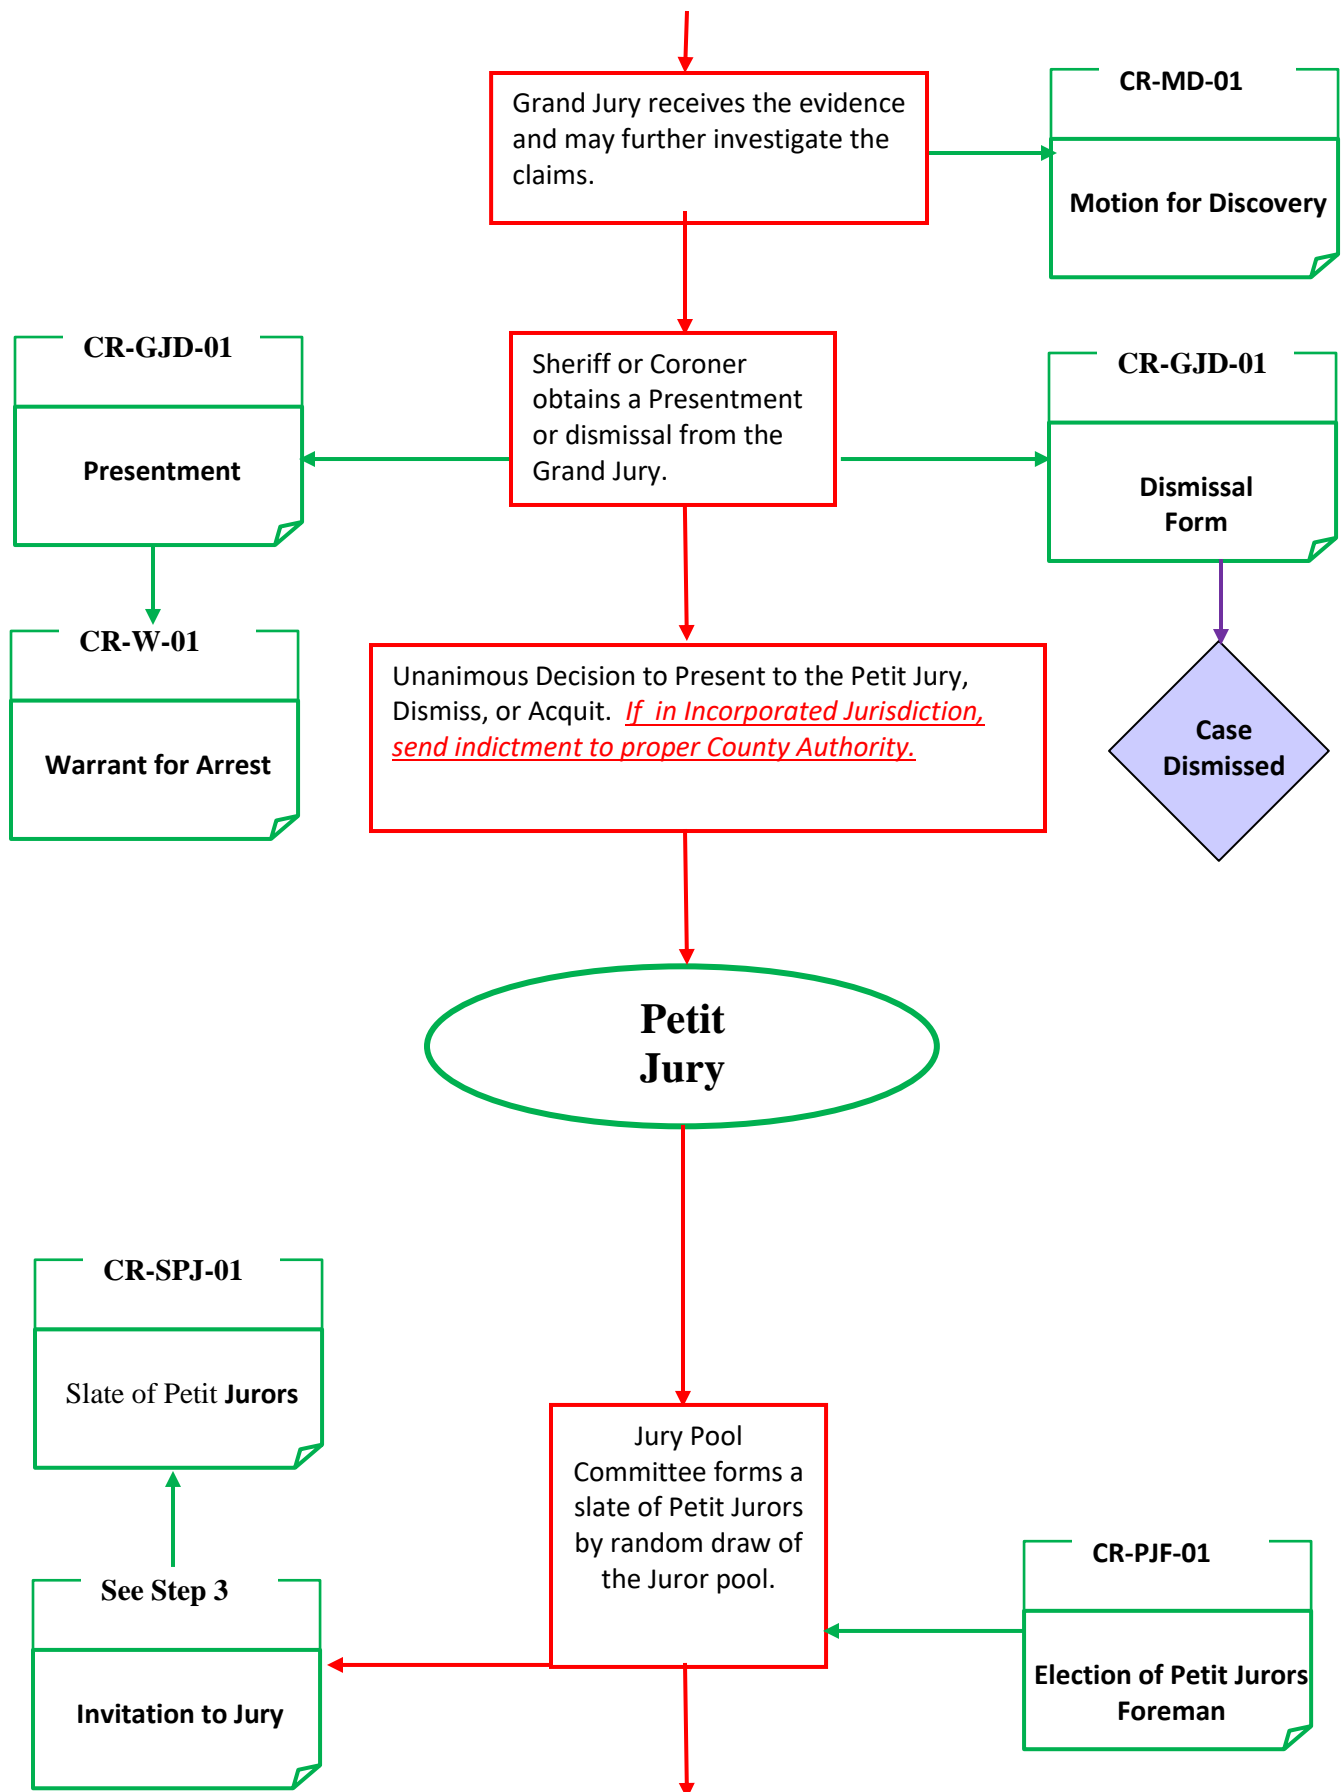 Grand Jury receives the evidence
and may further investigate the
claims.
CR-MD-01
Motion for Discovery
CR-GJD-01
Presentment
Sheriff or Coroner
obtains a Presentment
or dismissal from the
Grand Jury.
CR-GJD-01
Dismissal
Form
CR-W-01
Warrant for Arrest
Unanimous Decision to Present to the Petit Jury,
Dismiss, or Acquit. If in Incorporated Jurisdiction,
send indictment to proper County Authority.
Case
Dismissed
Petit
Jury
CR-SPJ-01
Slate of Petit Jurors
Jury Pool
Committee forms a
slate of Petit Jurors
by random draw of
the Juror pool.
See Step 3
Invitation to Jury
CR-PJF-01
Election of Petit Jurors
Foreman